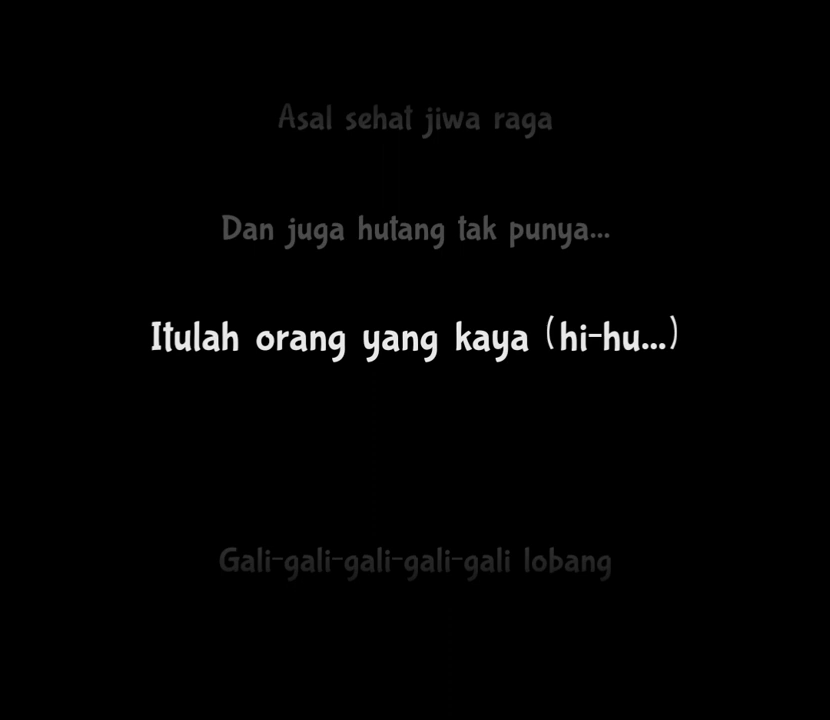 Asal sehat jiwa raga
Dan juga hutang tak punya...
Itulah orang yang kaya (hi-hu...)
Gali-gali-gali-gali-gali lobang